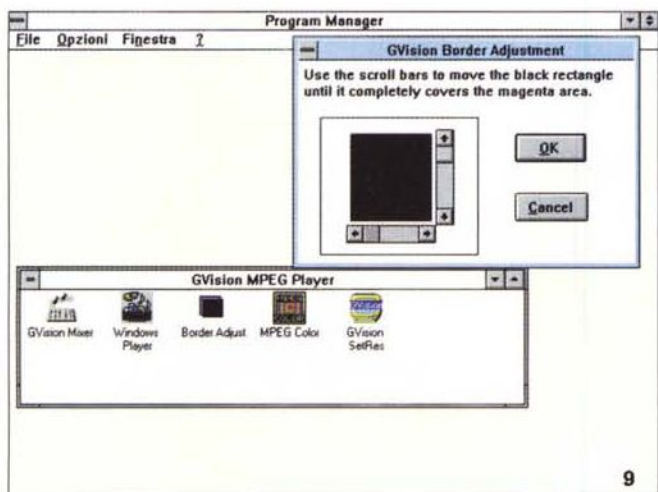 Program Manager
File Opzioni Finestra ?
GVision Border Adjustment
Use the scroll bars to move the black rectangle
until it completely covers the magenta area.
OK
Cancel
GVision MPEG Player
GVision Mixer
Windows Player
Border Adjust
MPEG Color
GVision SetRes
9